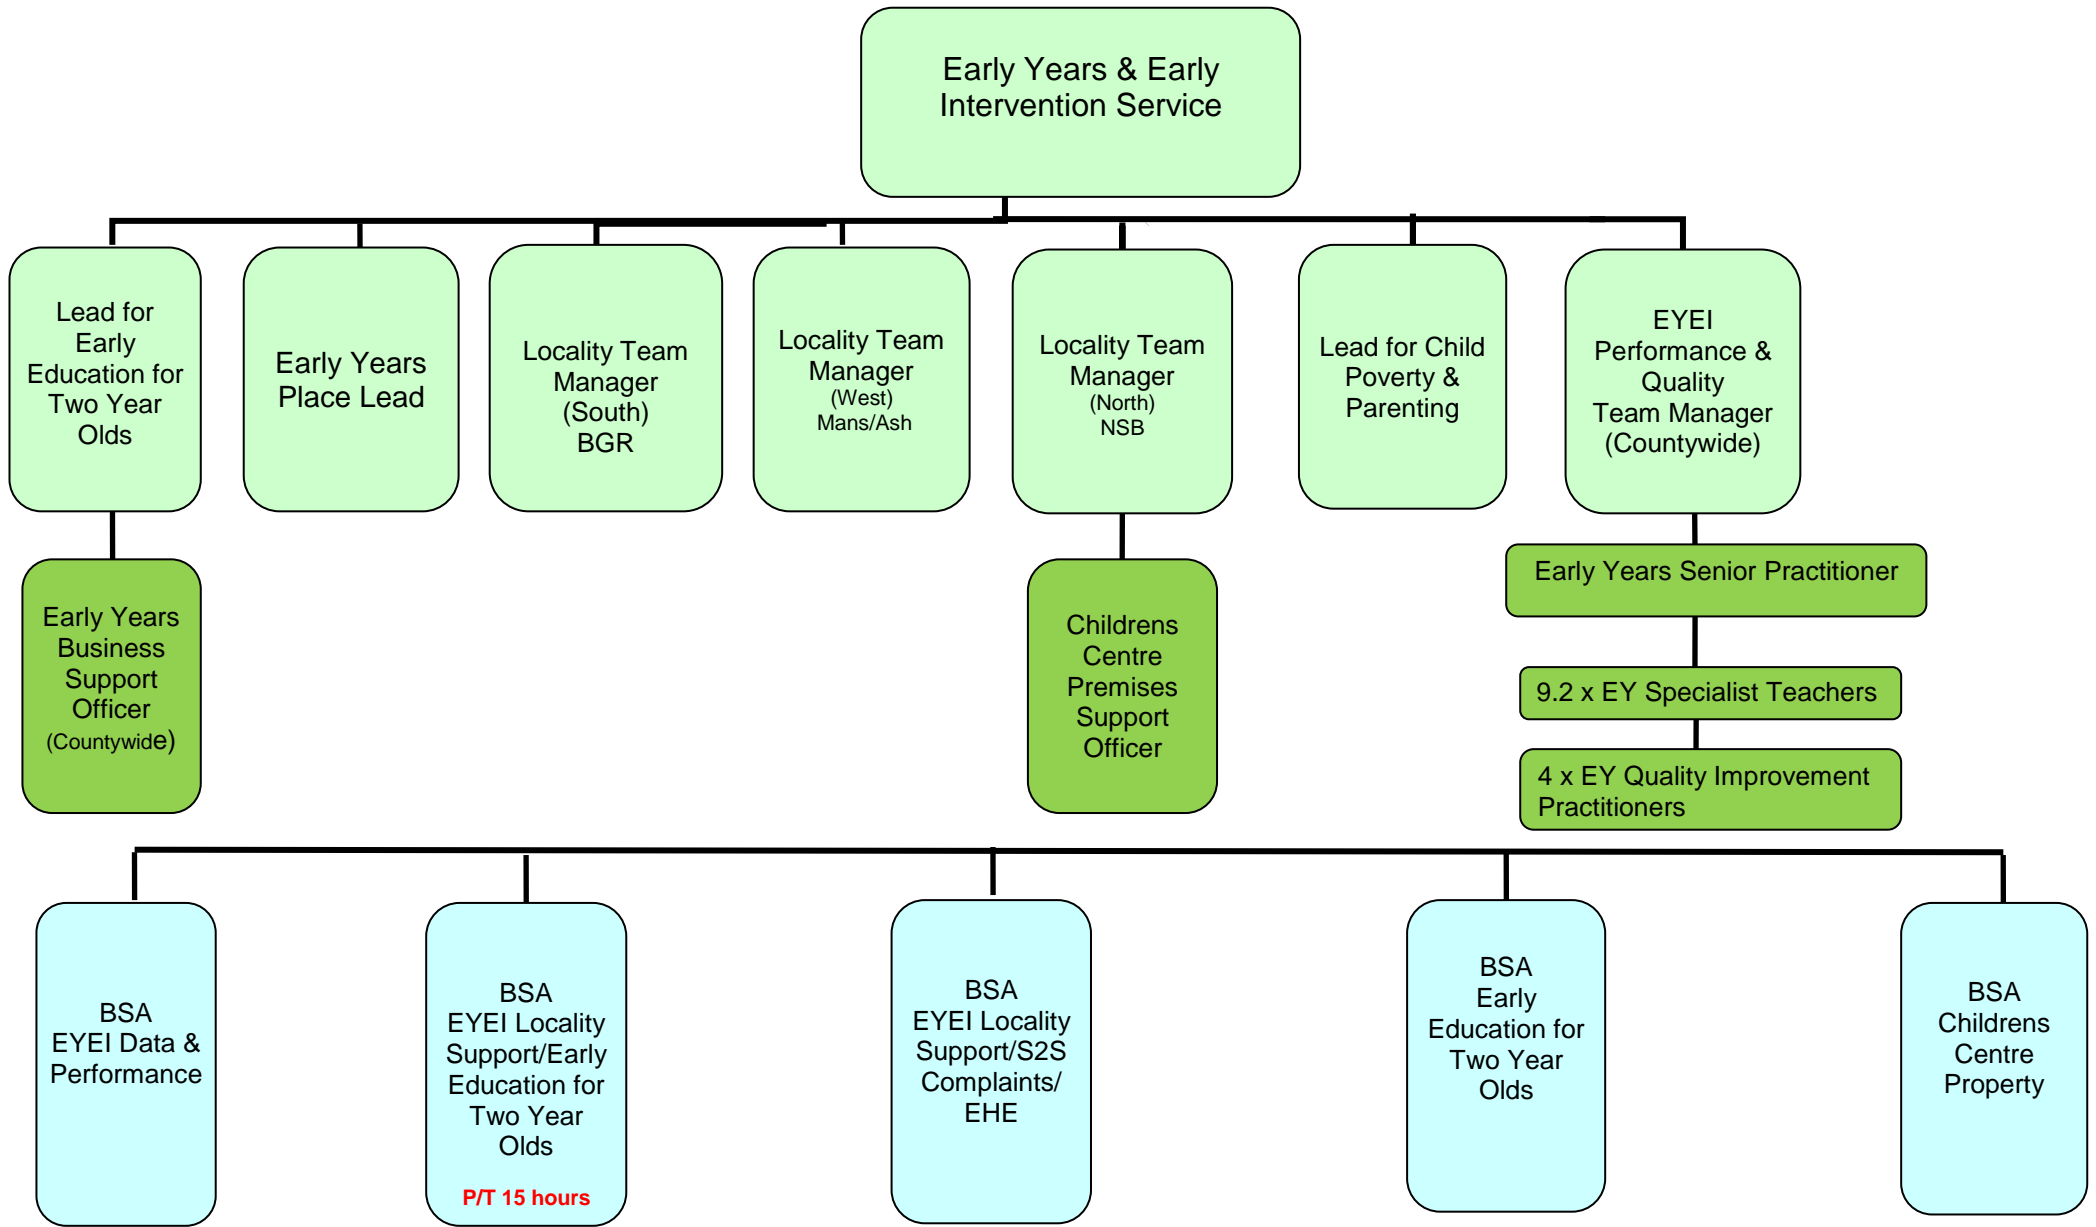 Early Years & Early
Intervention Service
Lead for
Early
Education for
Two Year
Olds
Early Years
Place Lead
Locality Team
Manager
(South)
BGR
Locality Team
Manager
(West)
Mans/Ash
Locality Team
Manager
(North)
NSB
Lead for Child
Poverty &
Parenting
EYEI
Performance &
Quality
Team Manager
(Countywide)
Early Years
Business
Support
Officer
(Countywide)
Childrens
Centre
Premises
Support
Officer
Early Years Senior Practitioner
9.2 x EY Specialist Teachers
4 x EY Quality Improvement
Practitioners
BSA
EYEI Data &
Performance
BSA
EYEI Locality
Support/Early
Education for
Two Year
Olds
P/T 15 hours
BSA
EYEI Locality
Support/S2S
Complaints/
EHE
BSA
Early
Education for
Two Year
Olds
BSA
Childrens
Centre
Property